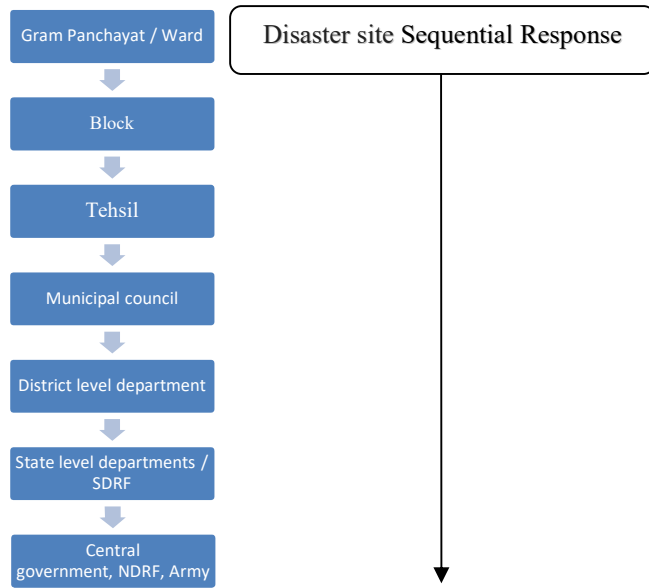 Gram Panchayat / Ward
Disaster site Sequential Response
Block
Tehsil
Municipal council
District level department
State level departments /
SDRF
Central
government, NDRF, Army